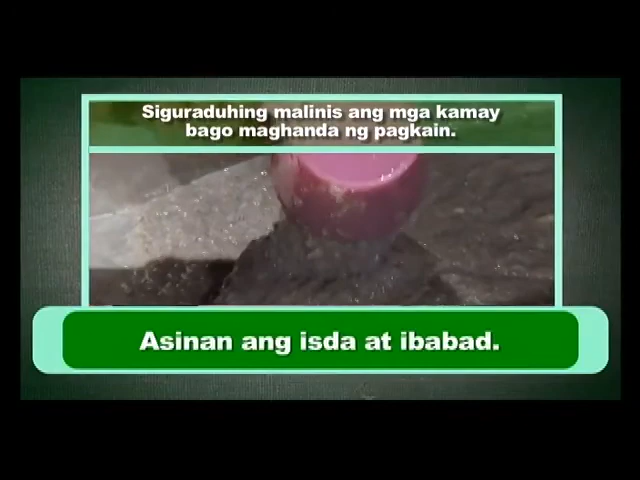 Siguraduhing malinis ang mga kamay
bago maghanda ng pagkain.
Asinan ang isda at ibabad.